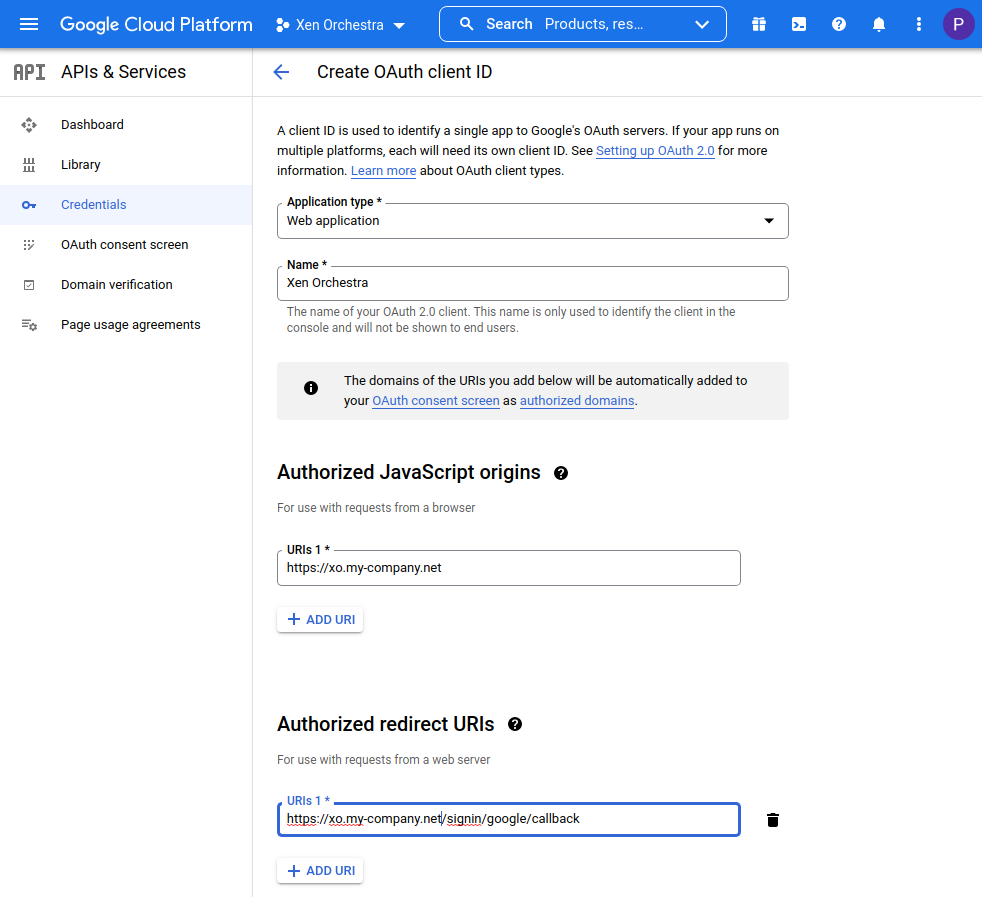 Google Cloud Platform
Xen Orchestra
Search Products, res...
P
API APIs & Services
Create OAuth client ID
Dashboard
Library
Credentials
OAuth consent screen
Domain verification
Page usage agreements
A client ID is used to identify a single app to Google's OAuth servers. If your app runs on
multiple platforms, each will need its own client ID. See Setting up OAuth 2.0 for more
information. Learn more about OAuth client types.
Application type *
Web application
Name *
Xen Orchestra
The name of your OAuth 2.0 client. This name is only used to identify the client in the
console and will not be shown to end users.
The domains of the URIs you add below will be automatically added to
your OAuth consent screen as authorized domains.
Authorized JavaScript origins
For use with requests from a browser
URIs 1 *
https://xo.my-company.net
ADD URI
Authorized redirect URIs
For use with requests from a web server
URIs 1 *
https://xo.my-company.net/signin/google/callback
ADD URI